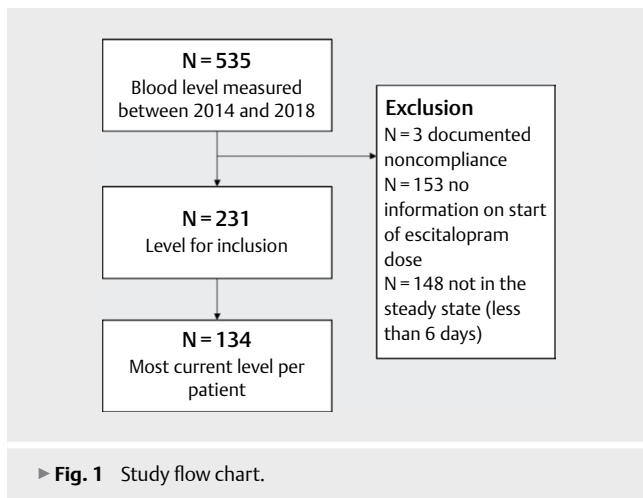 N = 535
Blood level measured
between 2014 and 2018
Exclusion
N = 3 documented
noncompliance
N = 153 no
information on start
of escitalopram
dose
N = 148 not in the
steady state (less
than 6 days)
N = 231
Level for inclusion
N = 134
Most current level per
patient
▶ Fig. 1 Study flow chart.